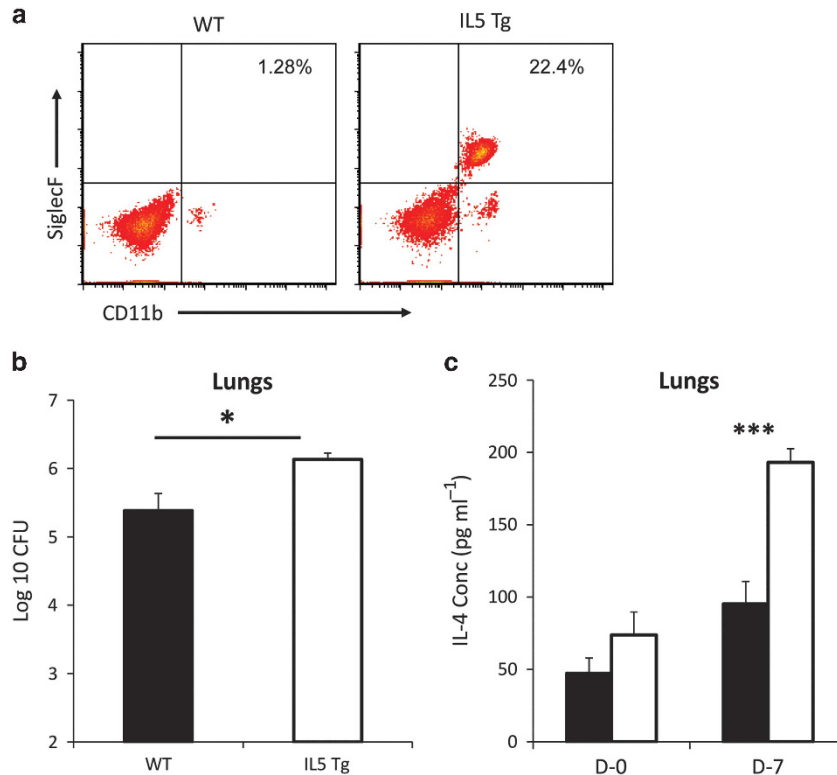 a
WT
IL5 Tg
1.28%
22.4%
SiglecF
CD11b
b
Lungs
*
7
6
5
4
3
2
Log 10 CFU
WT
IL5 Tg
c
Lungs
***
250
200
150
100
50
0
IL-4 Conc (pg ml⁻¹)
D-0
D-7